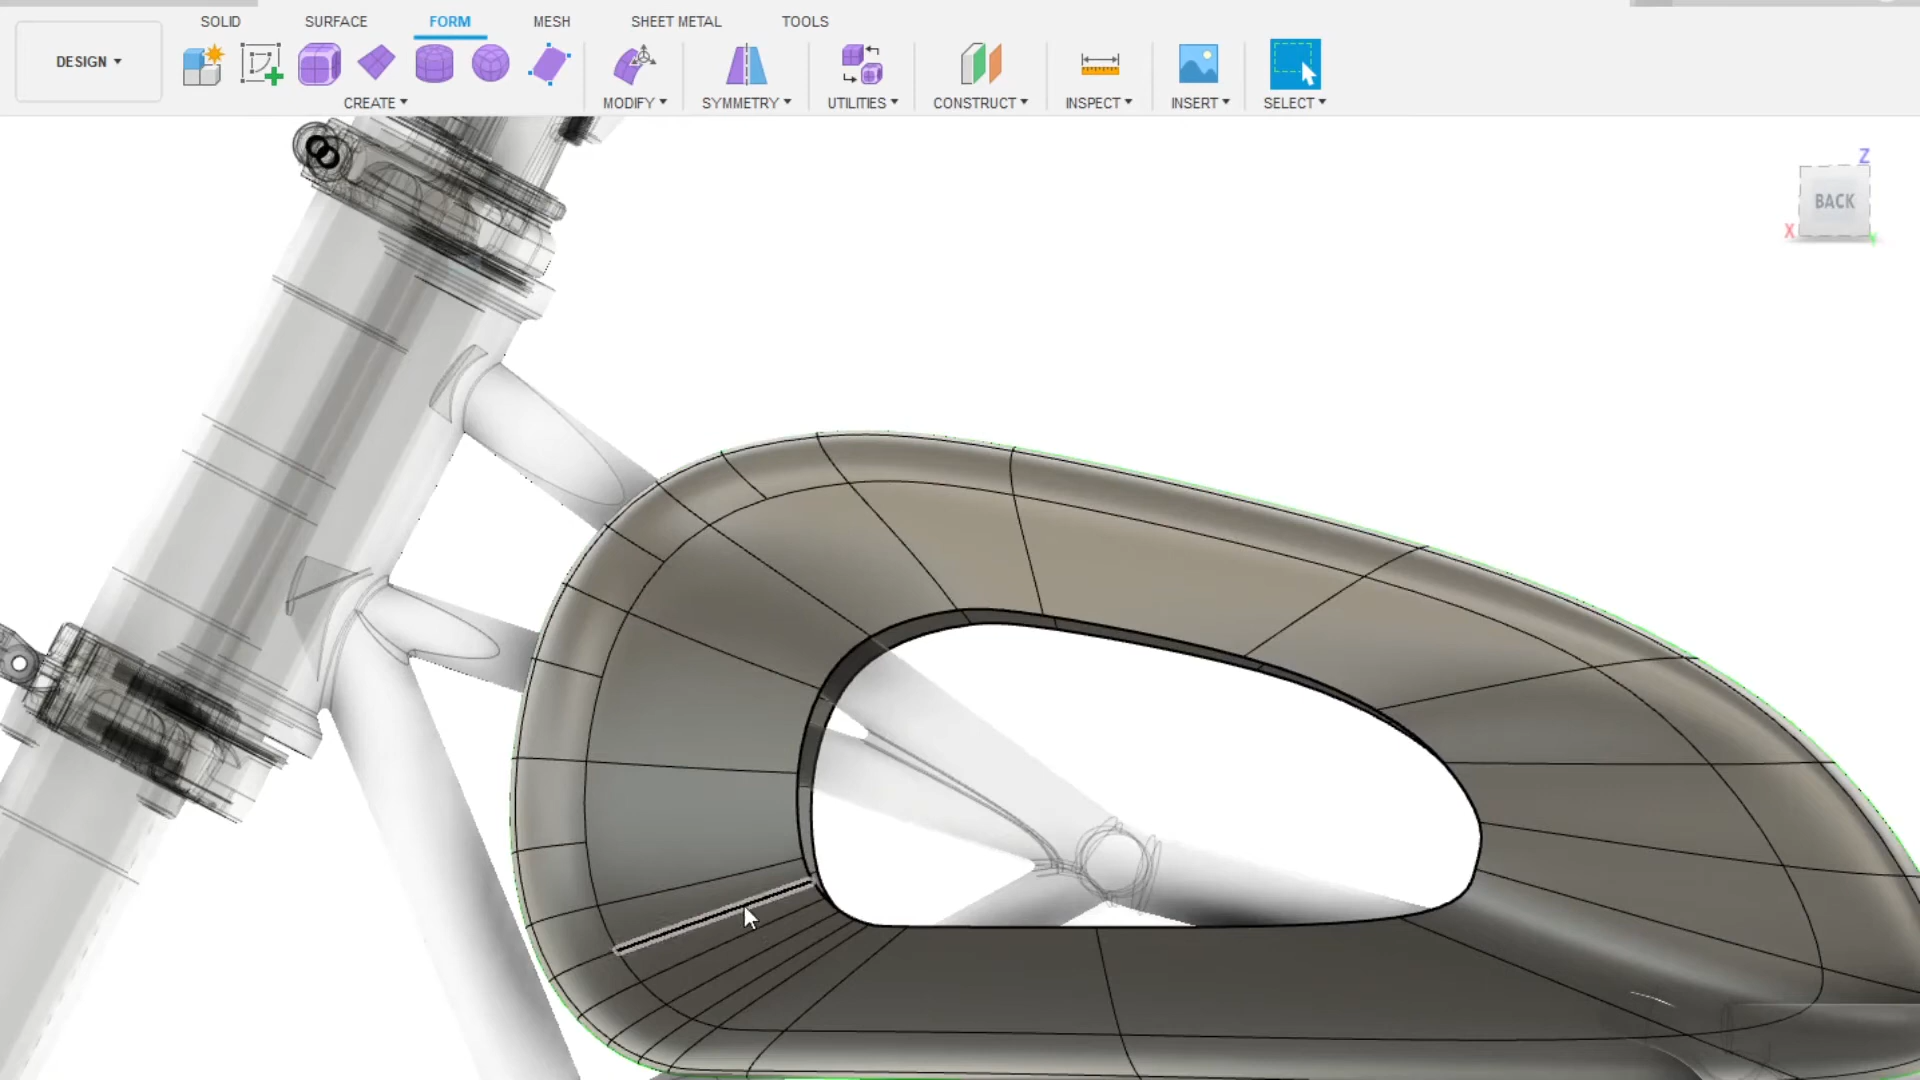 SOLID SURFACE FORM MESH SHEET METAL TOOLS
DESIGN
CREATE MODIFY SYMMETRY UTILITIES CONSTRUCT INSPECT INSERT SELECT
Z
BACK
X
Y